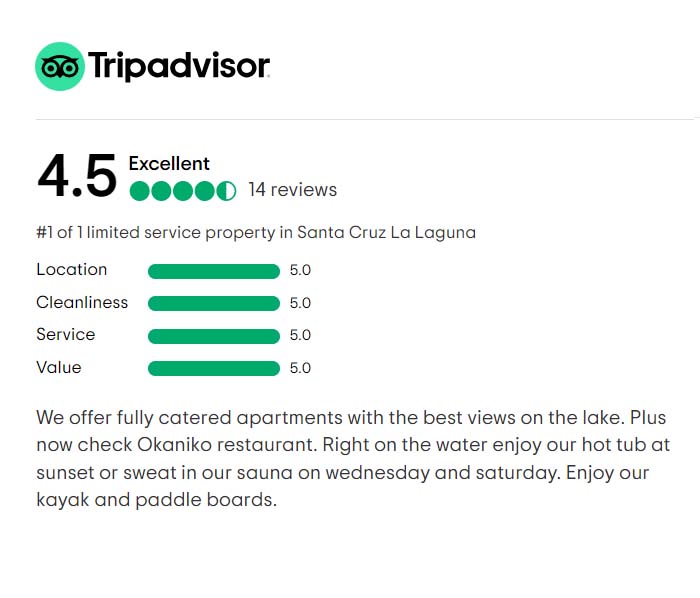 Tripadvisor
4.5
Excellent
14 reviews
#1 of 1 limited service property in Santa Cruz La Laguna
Location 5.0
Cleanliness 5.0
Service 5.0
Value 5.0
We offer fully catered apartments with the best views on the lake. Plus
now check Okaniko restaurant. Right on the water enjoy our hot tub at
sunset or sweat in our sauna on wednesday and saturday. Enjoy our
kayak and paddle boards.